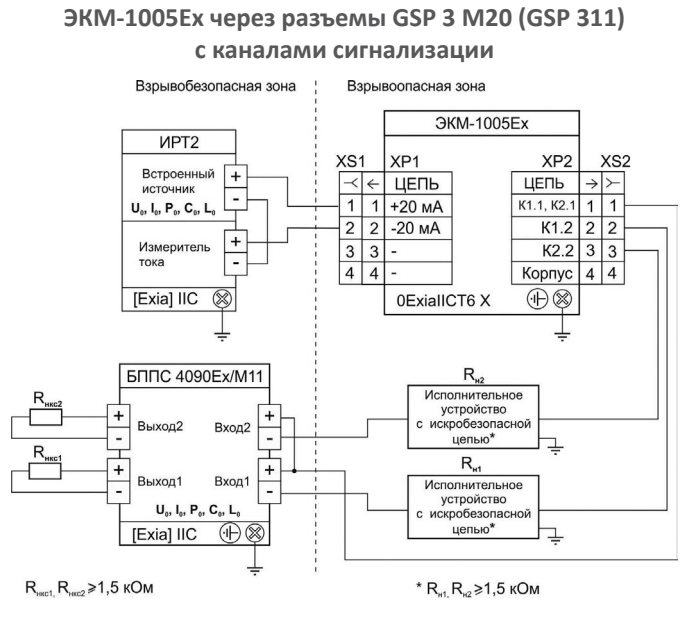 ЭКМ-1005Ex через разъемы GSP 3 M20 (GSP 311)
с каналами сигнализации
Взрывобезопасная зона
Взрывоопасная зона
ИРТ2
Встроенный
источник
U₀, I₀, P₀, C₀, L₀
+
-
Измеритель
тока
+
-
[Exia] IIC
ЭКМ-1005Ex
XS1 XP1
ЦЕПЬ
1 1 +20 мА
2 2 -20 мА
3 3 -
4 4 -
XP2 XS2
ЦЕПЬ
К1.1, К2.1 1 1
К1.2 2 2
К2.2 3 3
Корпус 4 4
0ExiaIICT6 X
БППС 4090Ex/M11
Rнкс2
+ Выход2 Вход2 +
- -
Rнкс1
+ Выход1 Вход1 +
- -
U₀, I₀, P₀, C₀, L₀
[Exia] IIC
Rн2
Исполнительное
устройство
с искробезопасной
цепью*
Rн1
Исполнительное
устройство
с искробезопасной
цепью*
Rнкс1, Rнкс2 ⩾1,5 кОм
* Rн1, Rн2 ⩾1,5 кОм